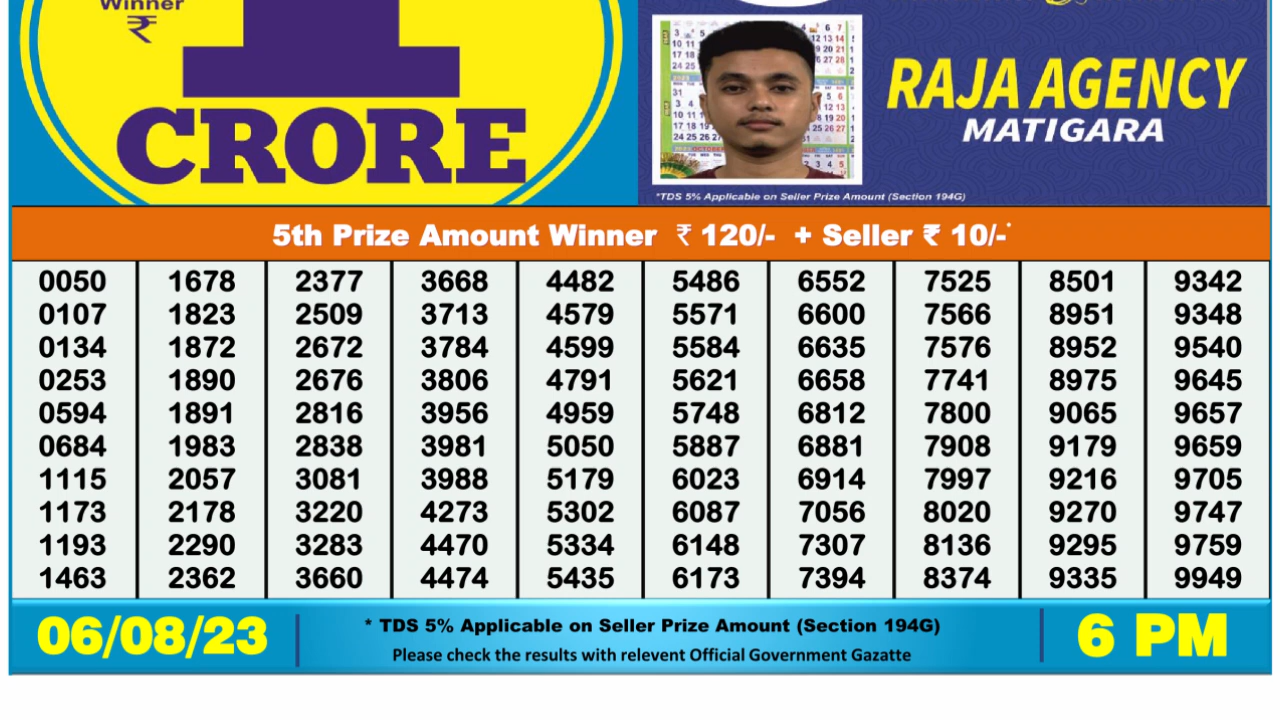 Winner
₹
1
CRORE
RAJA AGENCY
MATIGARA
*TDS 5% Applicable on Seller Prize Amount (Section 194G)
5th Prize Amount Winner ₹ 120/- + Seller ₹ 10/-*
0050 1678 2377 3668 4482 5486 6552 7525 8501 9342
0107 1823 2509 3713 4579 5571 6600 7566 8951 9348
0134 1872 2672 3784 4599 5584 6635 7576 8952 9540
0253 1890 2676 3806 4791 5621 6658 7741 8975 9645
0594 1891 2816 3956 4959 5748 6812 7800 9065 9657
0684 1983 2838 3981 5050 5887 6881 7908 9179 9659
1115 2057 3081 3988 5179 6023 6914 7997 9216 9705
1173 2178 3220 4273 5302 6087 7056 8020 9270 9747
1193 2290 3283 4470 5334 6148 7307 8136 9295 9759
1463 2362 3660 4474 5435 6173 7394 8374 9335 9949
06/08/23
* TDS 5% Applicable on Seller Prize Amount (Section 194G)
Please check the results with relevent Official Government Gazatte
6 PM